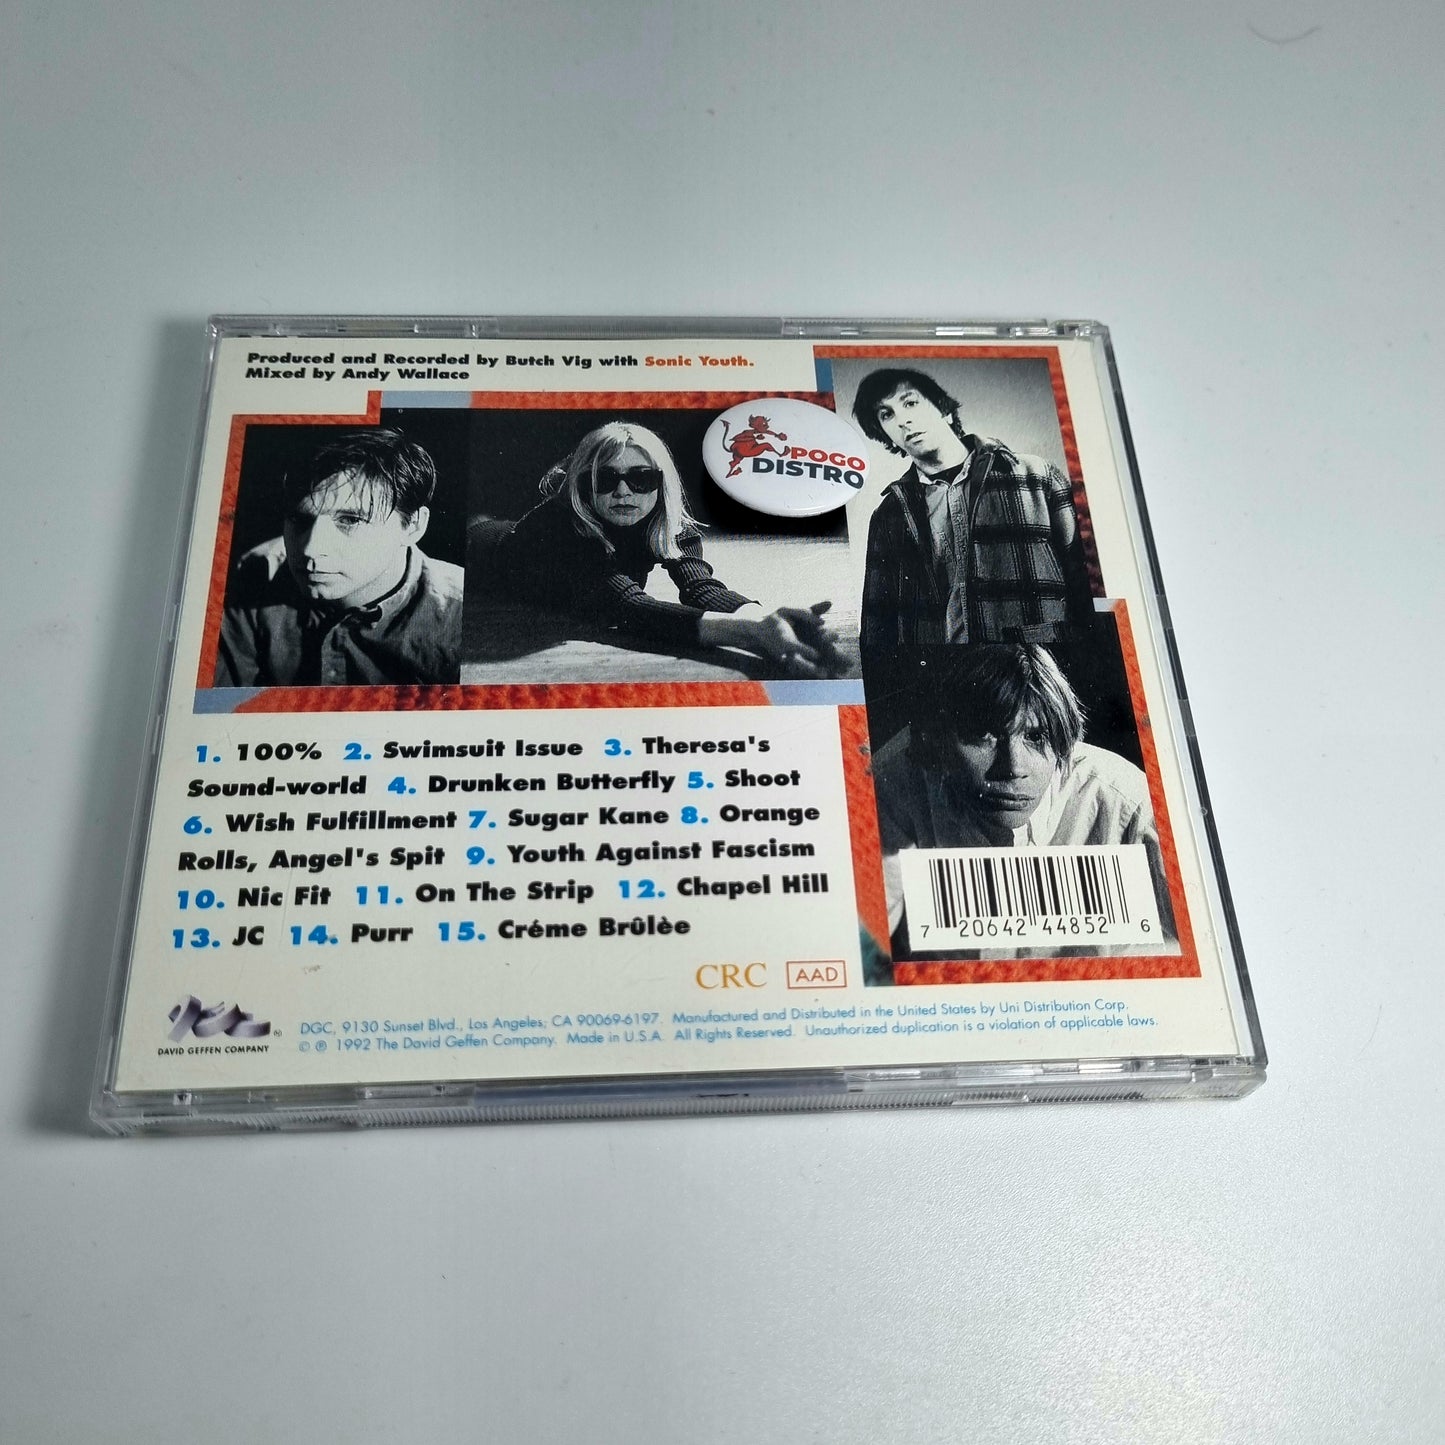 Produced and Recorded by Butch Vig with Sonic Youth.
Mixed by Andy Wallace
POGO
DISTRO
1. 100% 2. Swimsuit Issue 3. Theresa's
Sound-world 4. Drunken Butterfly 5. Shoot
6. Wish Fulfillment 7. Sugar Kane 8. Orange
Rolls, Angel's Spit 9. Youth Against Fascism
10. Nic Fit 11. On The Strip 12. Chapel Hill
13. JC 14. Purr 15. Créme Brûlèe
7 20642 44852 6
CRC AAD
DGC
DAVID GEFFEN COMPANY
DGC, 9130 Sunset Blvd., Los Angeles, CA 90069-6197. Manufactured and Distributed in the United States by Uni Distribution Corp.
© ℗ 1992 The David Geffen Company. Made in U.S.A. All Rights Reserved. Unauthorized duplication is a violation of applicable laws.